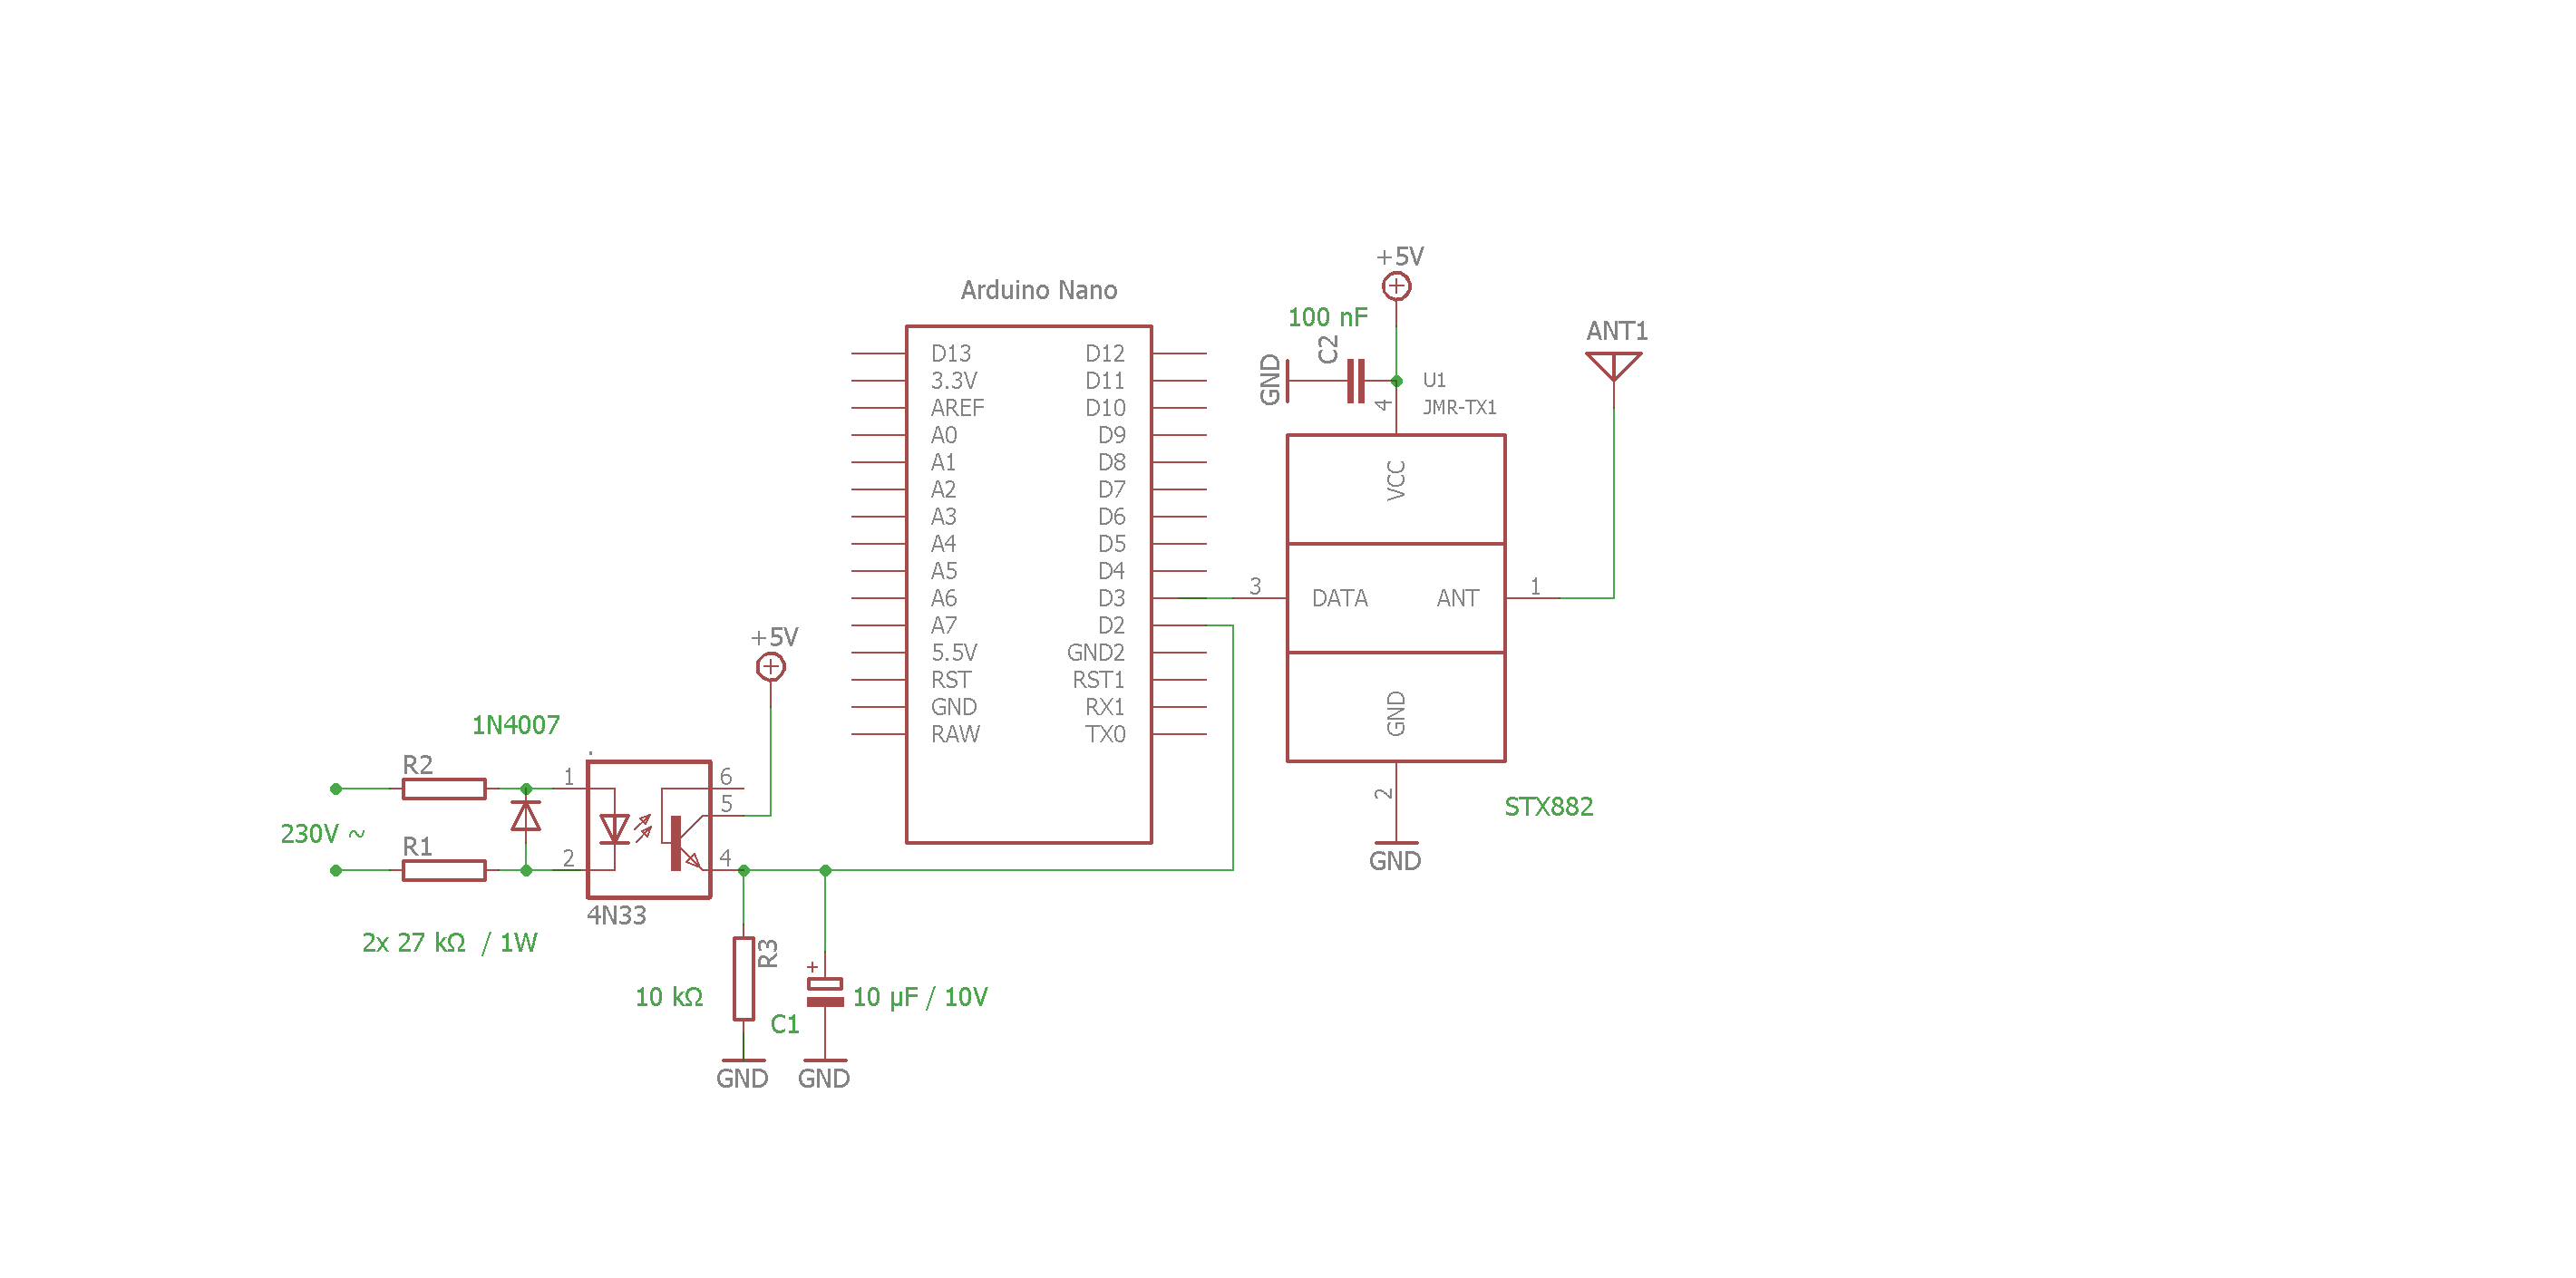 +5V
Arduino Nano
100 nF
C2
GND
4
U1
JMR-TX1
ANT1
D13
3.3V
AREF
A0
A1
A2
A3
A4
A5
A6
A7
5.5V
RST
GND
RAW
D12
D11
D10
D9
D8
D7
D6
D5
D4
D3
D2
GND2
RST1
RX1
TX0
VCC
3
DATA
ANT
1
GND
2
GND
STX882
+5V
1N4007
R2
1
6
5
230V ~
R1
2
4
4N33
2x 27 kΩ / 1W
R3
10 kΩ
C1
+
10 µF / 10V
GND
GND